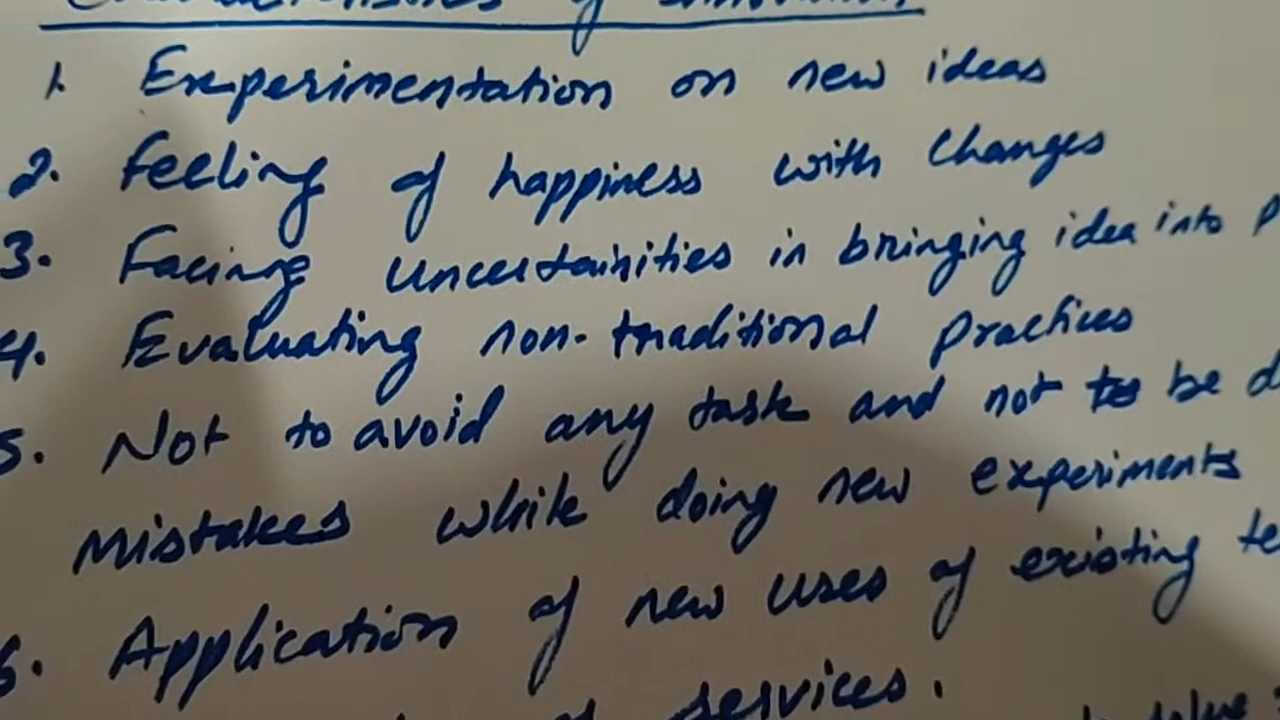 Characteristics of
1. Experimentation on new ideas
2. Feeling of happiness with changes
3. Facing uncertainities in bringing idea into
4. Evaluating non-traditional practices
5. Not to avoid any task and not to be
mistakes while doing new experiments
6. Application of new uses of existing
services.